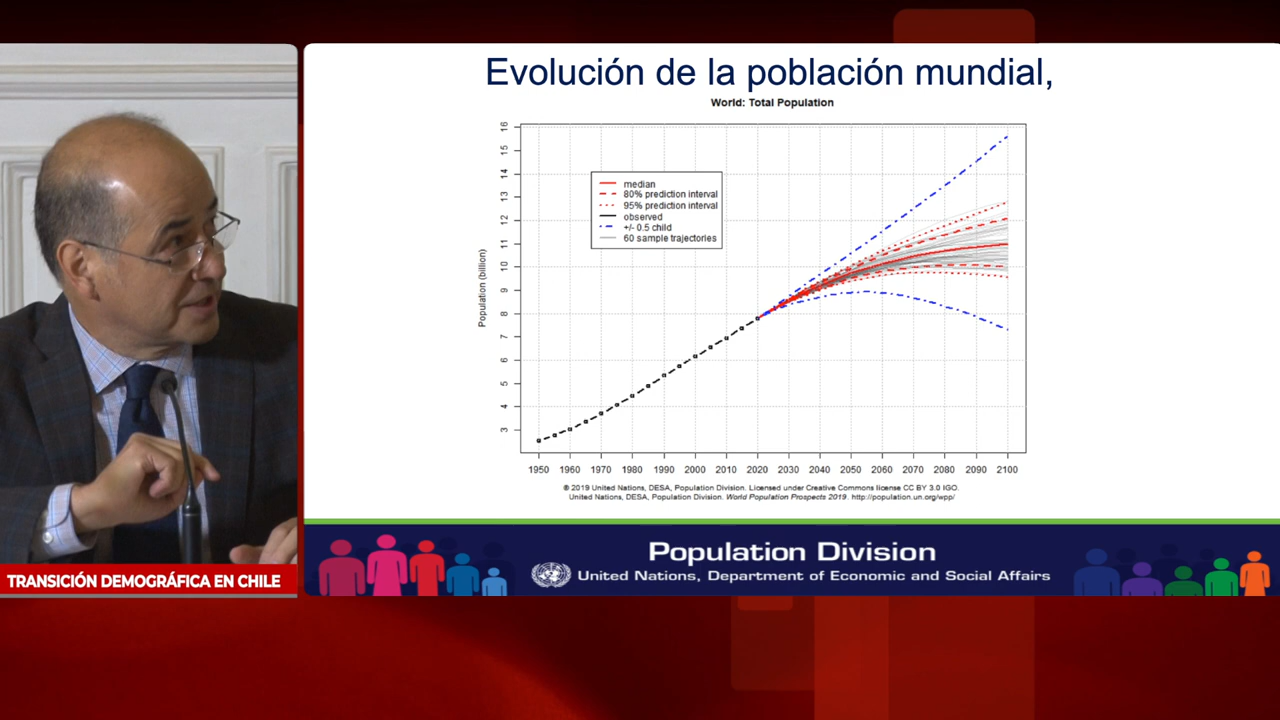 Evolución de la población mundial,
World: Total Population
median
80% prediction interval
95% prediction interval
observed
+/- 0.5 child
60 sample trajectories
Population (billion)
16
15
14
13
12
11
10
9
8
7
6
5
4
3
1950 1960 1970 1980 1990 2000 2010 2020 2030 2040 2050 2060 2070 2080 2090 2100
© 2019 United Nations, DESA, Population Division. Licensed under Creative Commons license CC BY 3.0 IGO.
United Nations, DESA, Population Division. World Population Prospects 2019. http://population.un.org/wpp/
Population Division
United Nations, Department of Economic and Social Affairs
TRANSICIÓN DEMOGRÁFICA EN CHILE